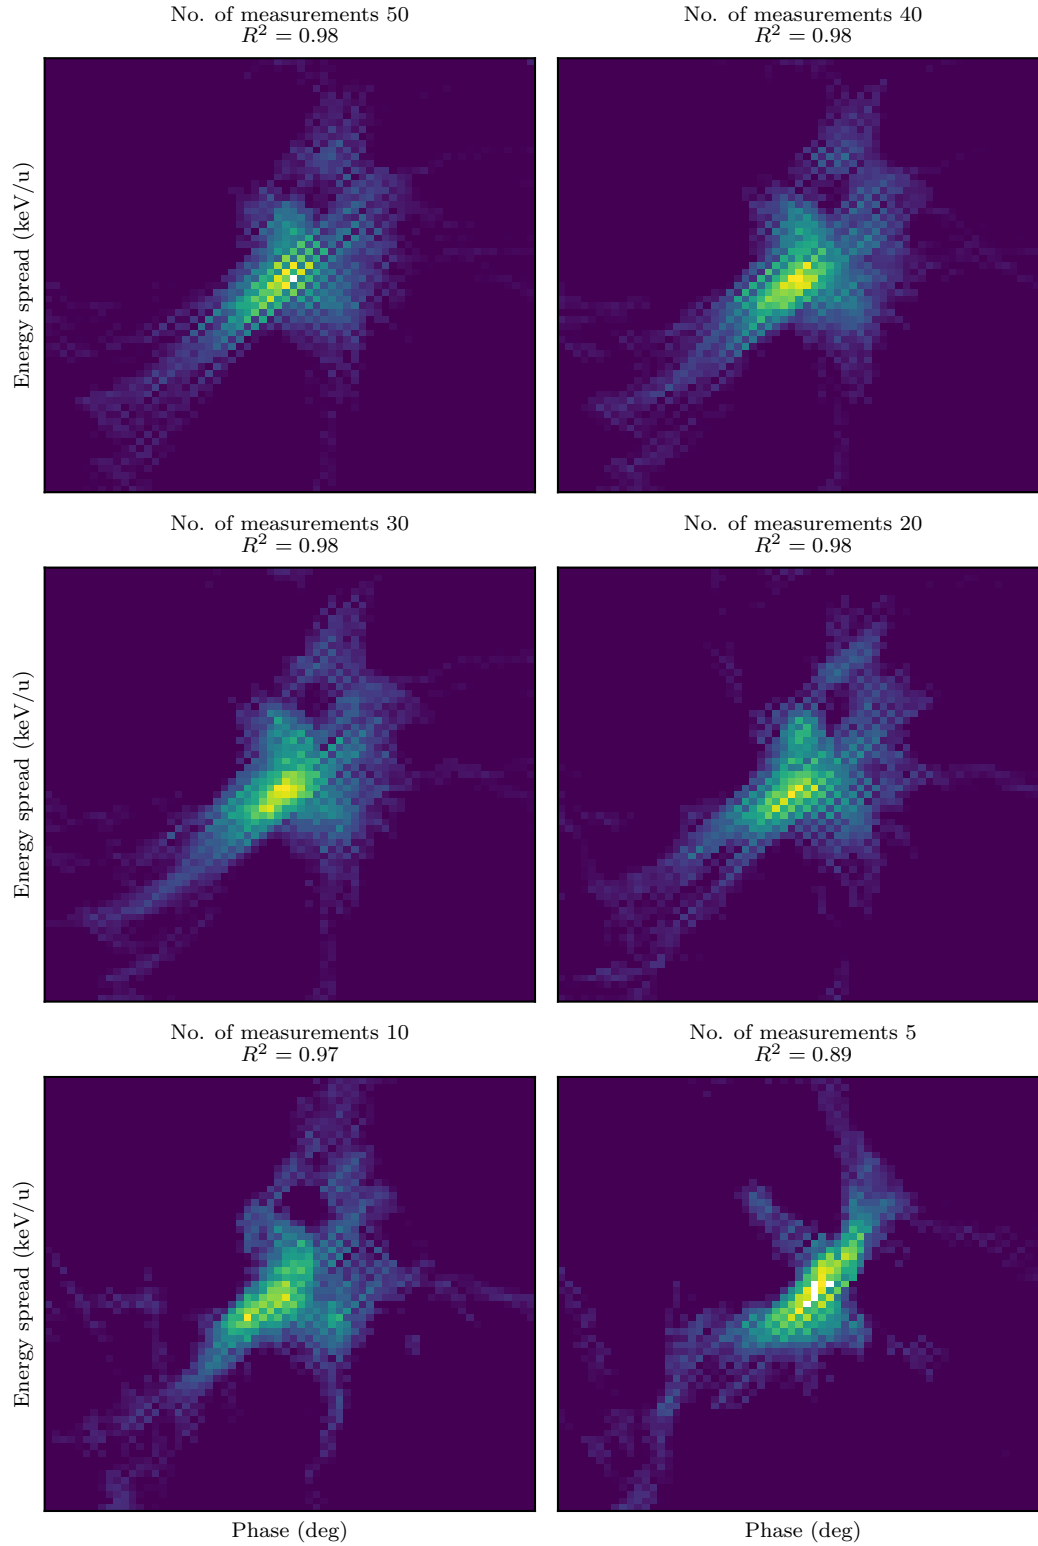 No. of measurements 50
R² = 0.98
No. of measurements 40
R² = 0.98
Energy spread (keV/u)
No. of measurements 30
R² = 0.98
No. of measurements 20
R² = 0.98
Energy spread (keV/u)
No. of measurements 10
R² = 0.97
No. of measurements 5
R² = 0.89
Energy spread (keV/u)
Phase (deg)
Phase (deg)